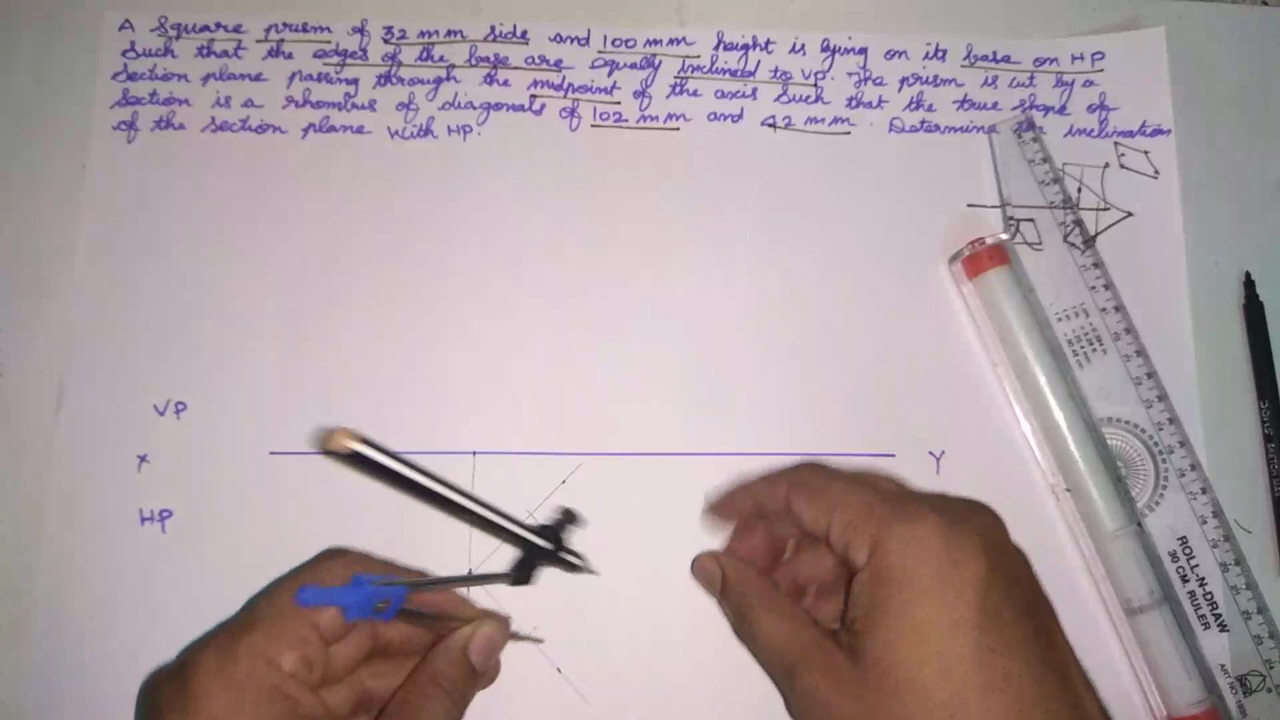 A Square prism of 32 mm side and 100 mm height is lying on its base on HP
Such that the edges of the base are equally inclined to VP. The prism is cut by a
Section plane passing through the midpoint of the axis Such that the true shape of
Section is a rhombus of diagonals of 102 mm and 42 mm. Determine the inclination
of the section plane with HP.
VP
X
Y
HP
ROLL-N-DRAW
30 CM. RULER